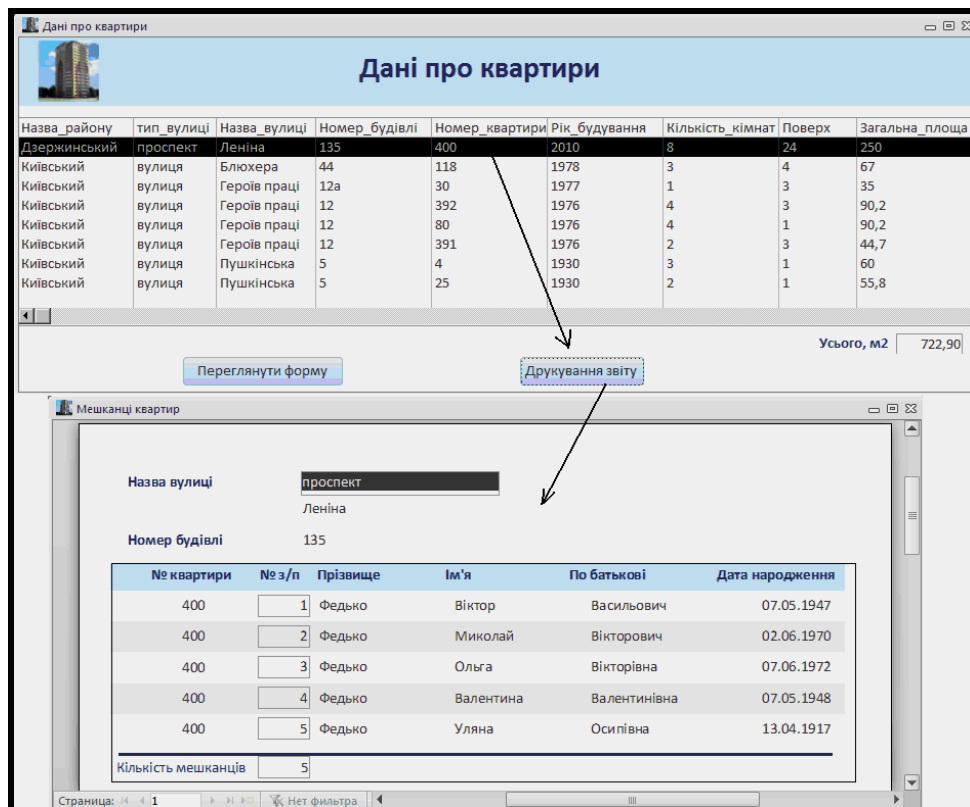 Дані про квартири
Дані про квартири
Назва_району тип_вулиці Назва_вулиці Номер_будівлі Номер_квартири Рік_будування Кількість_кімнат Поверх Загальна_площа
Дзержинський проспект Леніна 135 400 2010 8 24 250
Київський вулиця Блюхера 44 118 1978 3 4 67
Київський вулиця Героїв праці 12а 30 1977 1 3 35
Київський вулиця Героїв праці 12 392 1976 4 3 90,2
Київський вулиця Героїв праці 12 80 1976 4 1 90,2
Київський вулиця Героїв праці 12 391 1976 2 3 44,7
Київський вулиця Пушкінська 5 4 1930 3 1 60
Київський вулиця Пушкінська 5 25 1930 2 1 55,8
Усього, м2 722,90
Переглянути форму Друкування звіту
Мешканці квартир
Назва вулиці проспект
Леніна
Номер будівлі 135
№ квартири № з/п Прізвище Ім'я По батькові Дата народження
400 1 Федько Віктор Васильович 07.05.1947
400 2 Федько Миколай Вікторович 02.06.1970
400 3 Федько Ольга Вікторівна 07.06.1972
400 4 Федько Валентина Валентинівна 07.05.1948
400 5 Федько Уляна Осипівна 13.04.1917
Кількість мешканців 5
Страница: 1 Нет фильтра